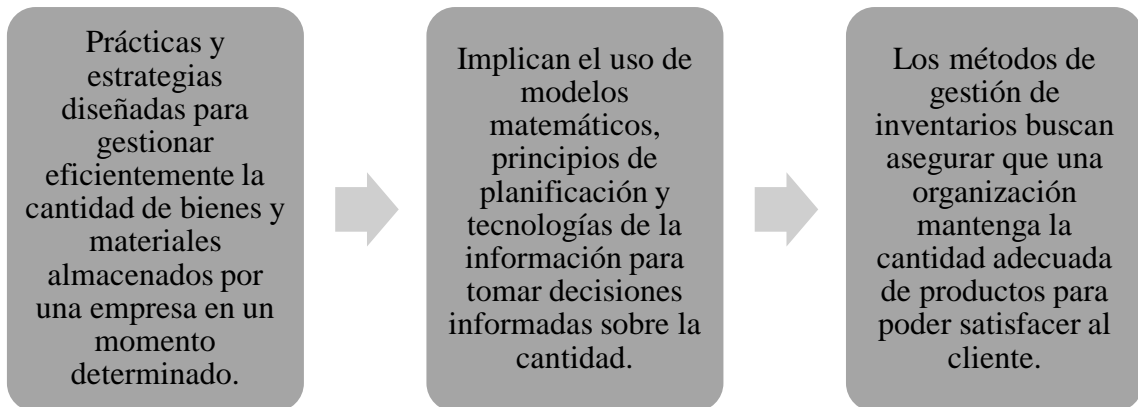 Prácticas y
estrategias
diseñadas para
gestionar
eficientemente la
cantidad de bienes y
materiales
almacenados por
una empresa en un
momento
determinado.
Implican el uso de
modelos
matemáticos,
principios de
planificación y
tecnologías de la
información para
tomar decisiones
informadas sobre la
cantidad.
Los métodos de
gestión de
inventarios buscan
asegurar que una
organización
mantenga la
cantidad adecuada
de productos para
poder satisfacer al
cliente.